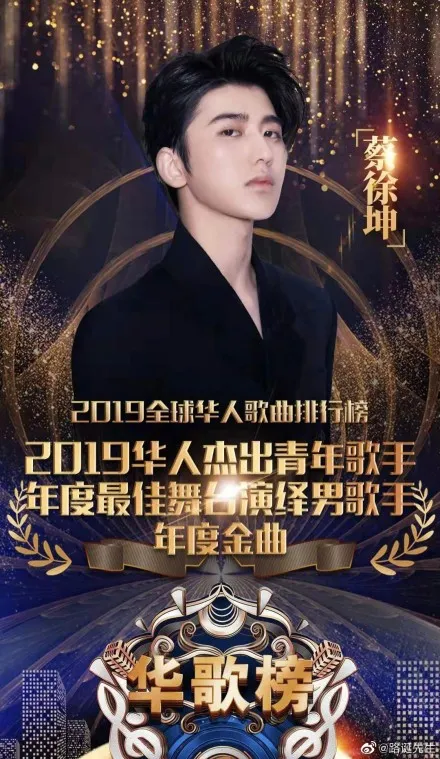 「蔡徐坤」
2019全球华人歌曲排行榜
2019华人杰出青年歌手
年度最佳舞台演绎男歌手
年度金曲
华歌榜
@路诞先生